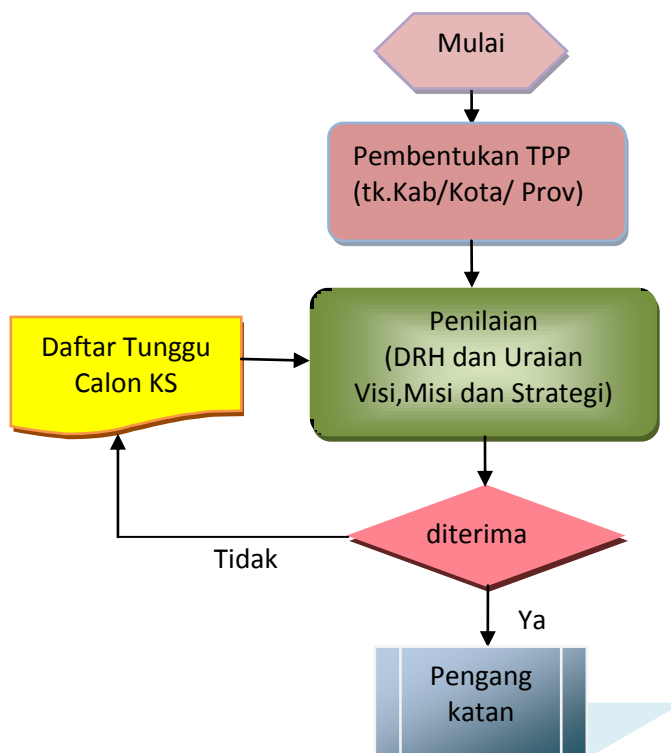 Mulai
Pembentukan TPP
(tk.Kab/Kota/ Prov)
Penilaian
(DRH dan Uraian
Visi,Misi dan Strategi)
Daftar Tunggu
Calon KS
diterima
Tidak
Ya
Pengang
katan